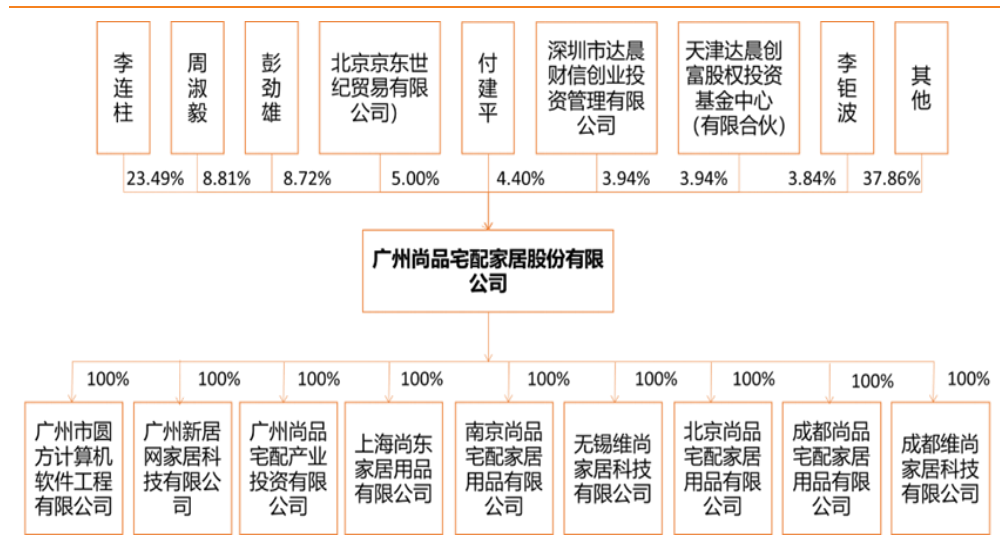 李连柱
周淑毅
彭劲雄
北京京东世
纪贸易有限
公司）
付建平
深圳市达晨
财信创业投
资管理有限
公司
天津达晨创
富股权投资
基金中心
（有限合伙）
李钜波
其他
23.49%
8.81%
8.72%
5.00%
4.40%
3.94%
3.94%
3.84%
37.86%
广州尚品宅配家居股份有限
公司
100%
100%
100%
100%
100%
100%
100%
100%
100%
广州市圆
方计算机
软件工程
有限公司
广州新居
网家居科
技有限公
司
广州尚品
宅配产业
投资有限
公司
上海尚东
家居用品
有限公司
南京尚品
宅配家居
用品有限
公司
无锡维尚
家居科技
有限公司
北京尚品
宅配家居
用品有限
公司
成都尚品
宅配家居
用品有限
公司
成都维尚
家居科技
有限公司